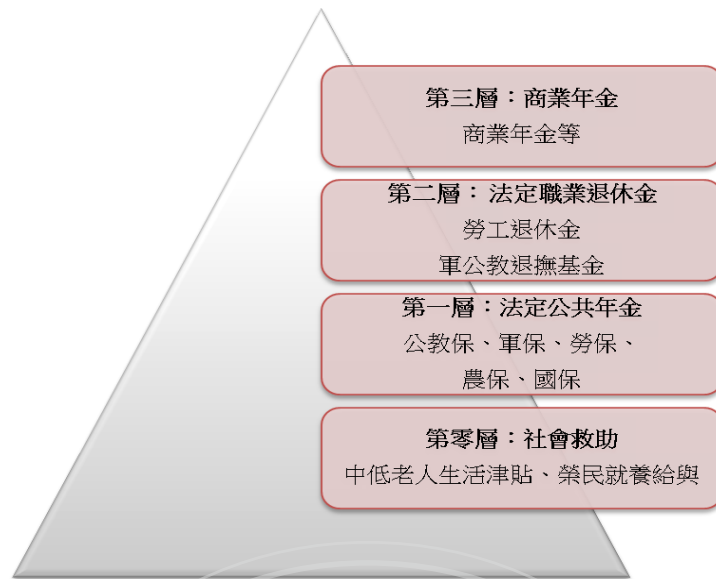 第三層：商業年金
商業年金等
第二層： 法定職業退休金
勞工退休金
軍公教退撫基金
第一層：法定公共年金
公教保、軍保、勞保、
農保、國保
第零層：社會救助
中低老人生活津貼、榮民就養給與